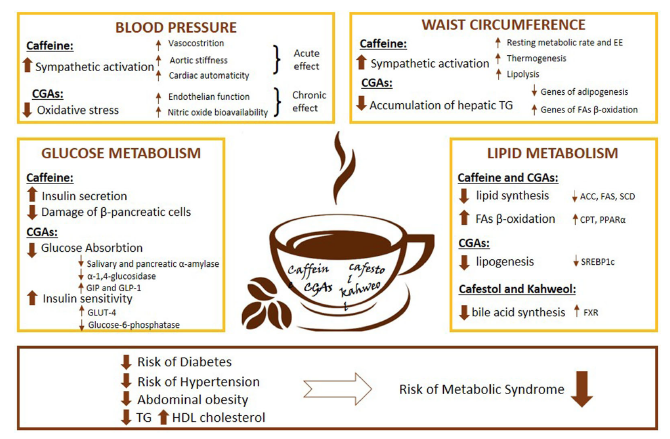 BLOOD PRESSURE
Caffeine:
Sympathetic activation
Vasocostrition
Aortic stiffness
Cardiac automaticity
Acute
effect
CGAs:
Oxidative stress
Endothelian function
Nitric oxide bioavailability
Chronic
effect
WAIST CIRCUMFERENCE
Caffeine:
Sympathetic activation
Resting metabolic rate and EE
Thermogenesis
Lipolysis
CGAs:
Accumulation of hepatic TG
Genes of adipogenesis
Genes of FAs β-oxidation
GLUCOSE METABOLISM
Caffeine:
Insulin secretion
Damage of β-pancreatic cells
CGAs:
Glucose Absorbtion
Salivary and pancreatic α-amylase
α-1,4-glucosidase
GIP and GLP-1
Insulin sensitivity
GLUT-4
Glucose-6-phosphatase
Caffein
CGAs
cafesto
l
kahweo
l
LIPID METABOLISM
Caffeine and CGAs:
lipid synthesis
ACC, FAS, SCD
FAs β-oxidation
CPT, PPARα
CGAs:
lipogenesis
SREBP1c
Cafestol and Kahweol:
bile acid synthesis
FXR
Risk of Diabetes
Risk of Hypertension
Abdominal obesity
TG HDL cholesterol
Risk of Metabolic Syndrome